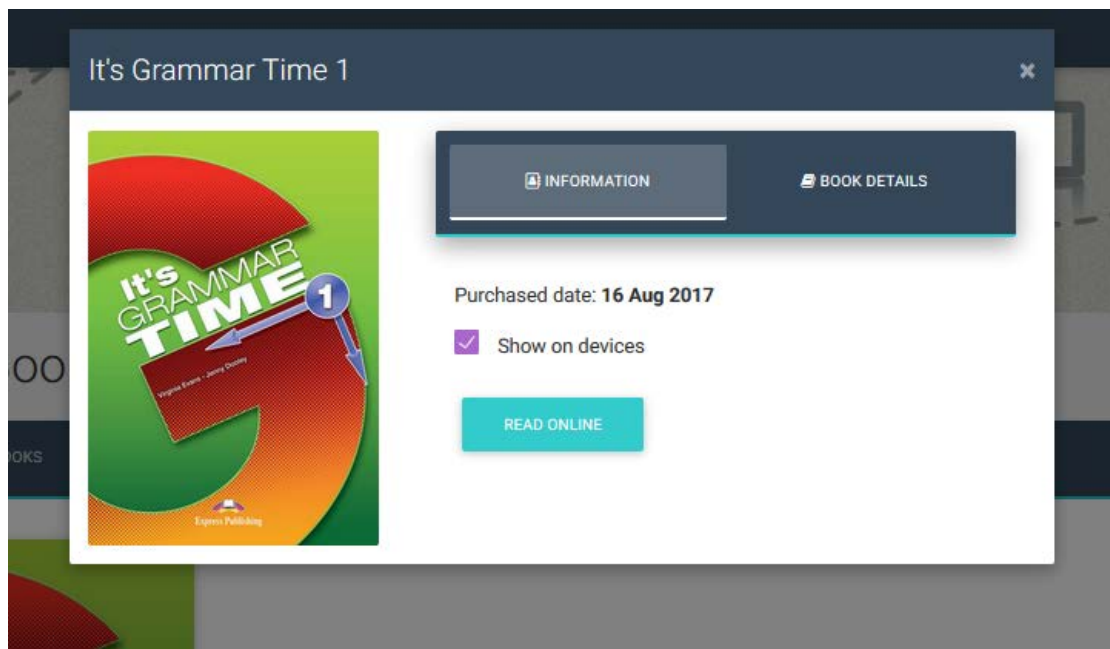 It's Grammar Time 1
×
INFORMATION
BOOK DETAILS
It's
GRAMMAR
TIME
1
Virginia Evans - Jenny Dooley
Express Publishing
Purchased date: 16 Aug 2017
Show on devices
READ ONLINE
OO
OOKS